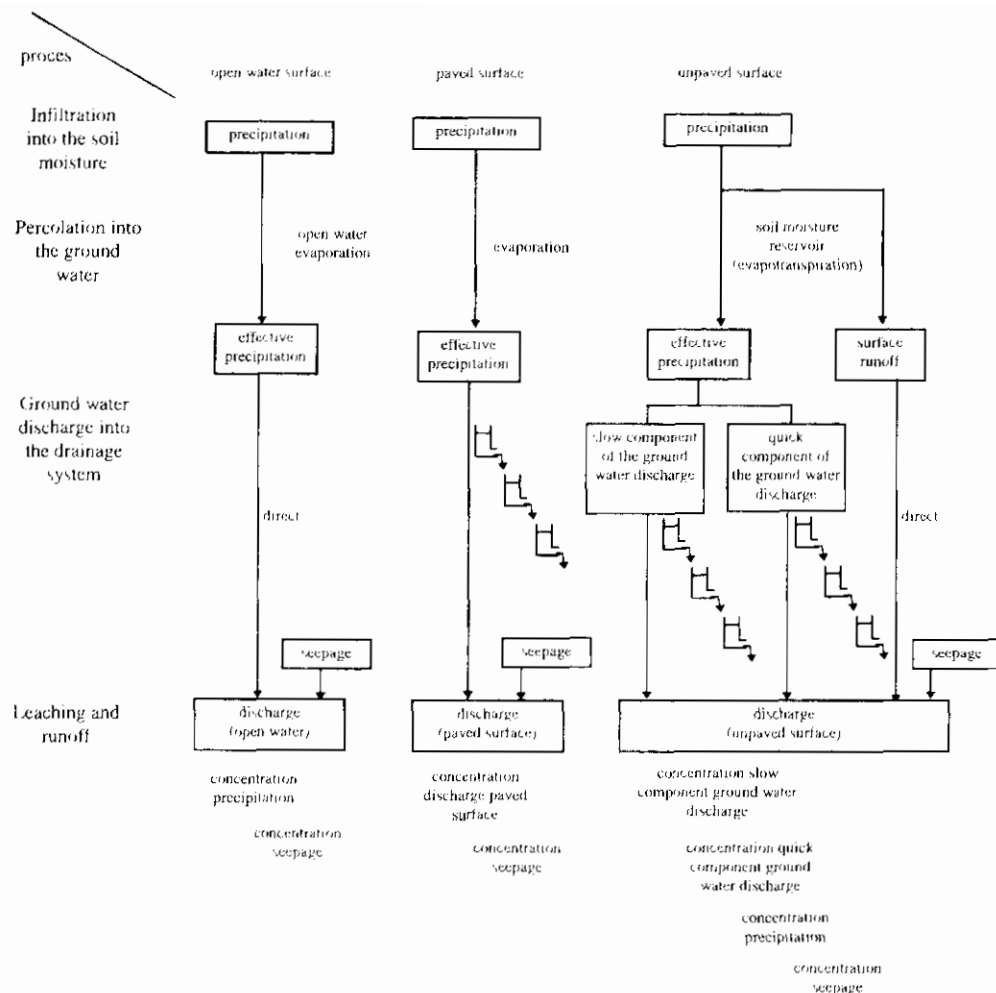 proces
open water surface
paved surface
unpaved surface
Infiltration
into the soil
moisture
precipitation
precipitation
precipitation
Percolation into
the ground
water
open water
evaporation
evaporation
soil moisture
reservoir
(evapotranspiration)
effective
precipitation
effective
precipitation
effective
precipitation
surface
runoff
Ground water
discharge into
the drainage
system
slow component
of the ground
water discharge
quick
component of
the ground water
discharge
direct
direct
seepage
seepage
seepage
Leaching and
runoff
discharge
(open water)
discharge
(paved surface)
discharge
(unpaved surface)
concentration
precipitation
concentration
seepage
concentration
discharge paved
surface
concentration
seepage
concentration slow
component ground water
discharge
concentration quick
component ground
water discharge
concentration
precipitation
concentration
seepage